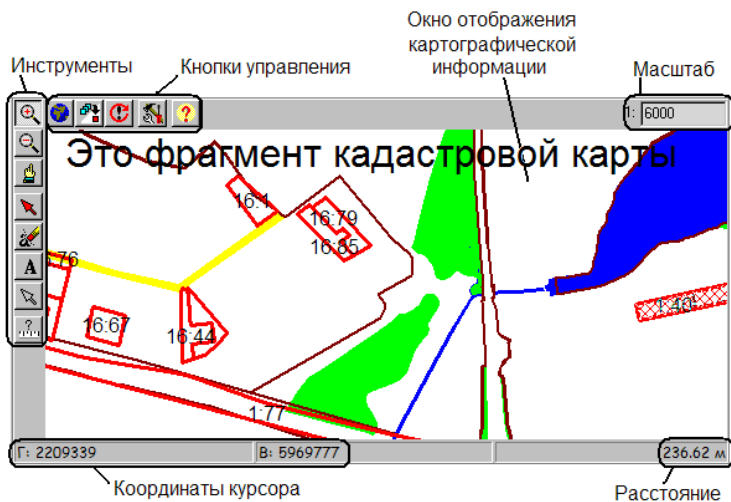 Окно отображения
картографической
информации
Инструменты
Кнопки управления
Масштаб
1: 6000
Это фрагмент кадастровой карты
16:1
16:79
16:85
:76
16:67
16:44
1:77
A
?
?
Г: 2209339
В: 5969777
236.62 м
Координаты курсора
Расстояние